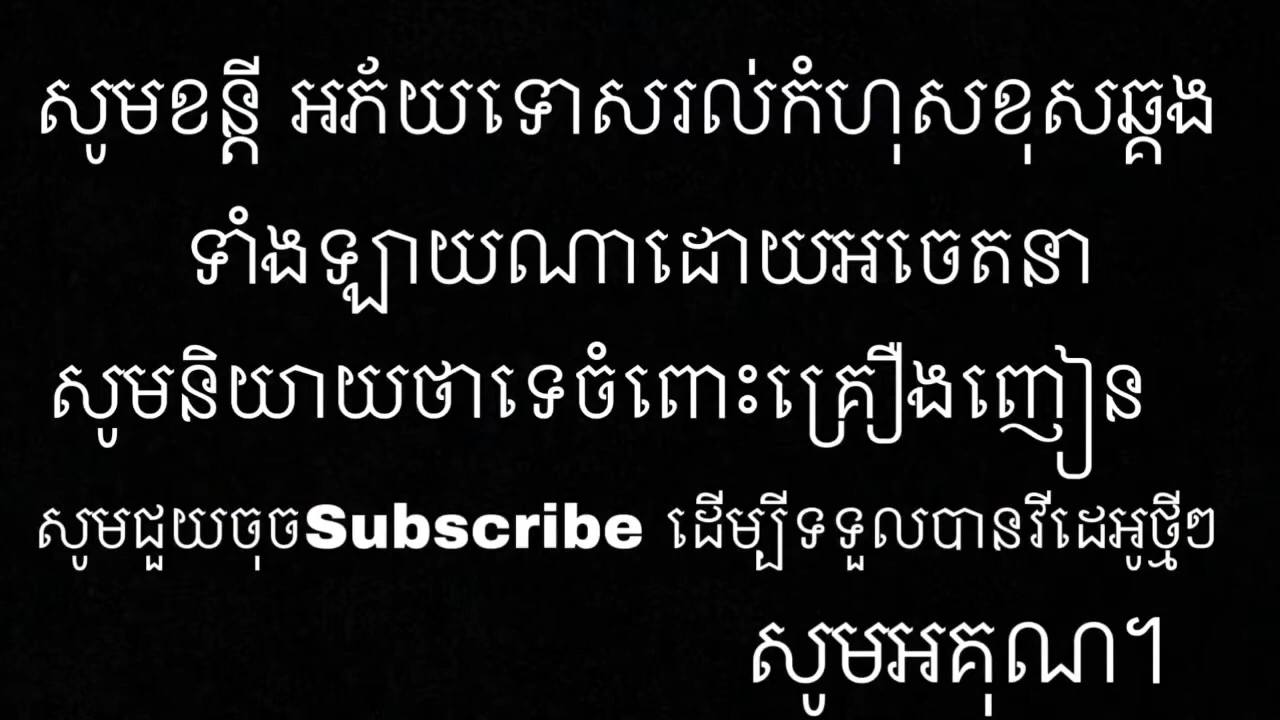 សូមខន្តី អភ័យទោសរល់កំហុសខុសឆ្គង
ទាំងឡាយណាដោយអចេតនា
សូមនិយាយថាទេចំពោះគ្រឿងញៀន
សូមជួយចុចSubscribe ដើម្បីទទួលបានវីដេអូថ្មីៗ
សូមអគុណ។